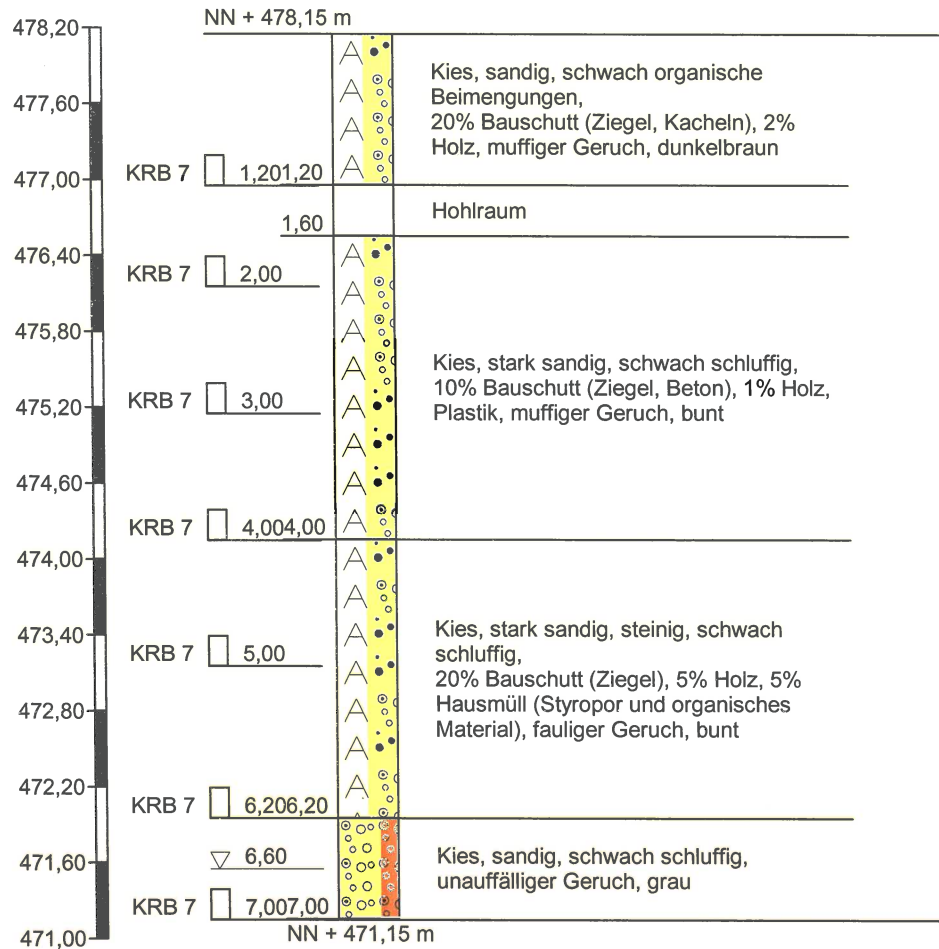 NN + 478,15 m
478,20
477,60
477,00
476,40
475,80
475,20
474,60
474,00
473,40
472,80
472,20
471,60
471,00
Kies, sandig, schwach organische
Beimengungen,
20% Bauschutt (Ziegel, Kacheln), 2%
Holz, muffiger Geruch, dunkelbraun
KRB 7 1,201,20
Hohlraum
1,60
KRB 7 2,00
Kies, stark sandig, schwach schluffig,
10% Bauschutt (Ziegel, Beton), 1% Holz,
Plastik, muffiger Geruch, bunt
KRB 7 3,00
KRB 7 4,004,00
Kies, stark sandig, steinig, schwach
schluffig,
20% Bauschutt (Ziegel), 5% Holz, 5%
Hausmüll (Styropor und organisches
Material), fauliger Geruch, bunt
KRB 7 5,00
KRB 7 6,206,20
6,60
Kies, sandig, schwach schluffig,
unauffälliger Geruch, grau
KRB 7 7,007,00
NN + 471,15 m
A A A A
A A A A A A A A
A A A A A A A A